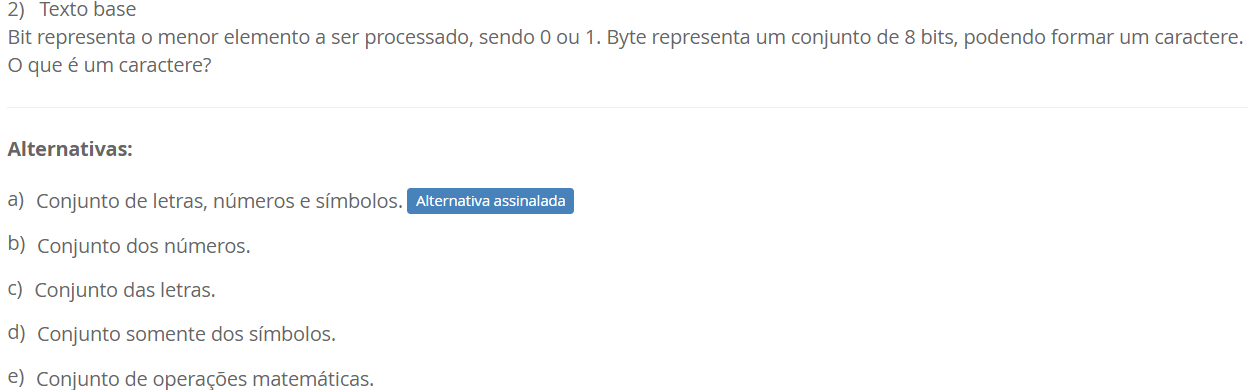 2) Texto base
Bit representa o menor elemento a ser processado, sendo 0 ou 1. Byte representa um conjunto de 8 bits, podendo formar um caractere.
O que é um caractere?
Alternativas:
a) Conjunto de letras, números e símbolos. Alternativa assinalada
b) Conjunto dos números.
c) Conjunto das letras.
d) Conjunto somente dos símbolos.
e) Conjunto de operações matemáticas.